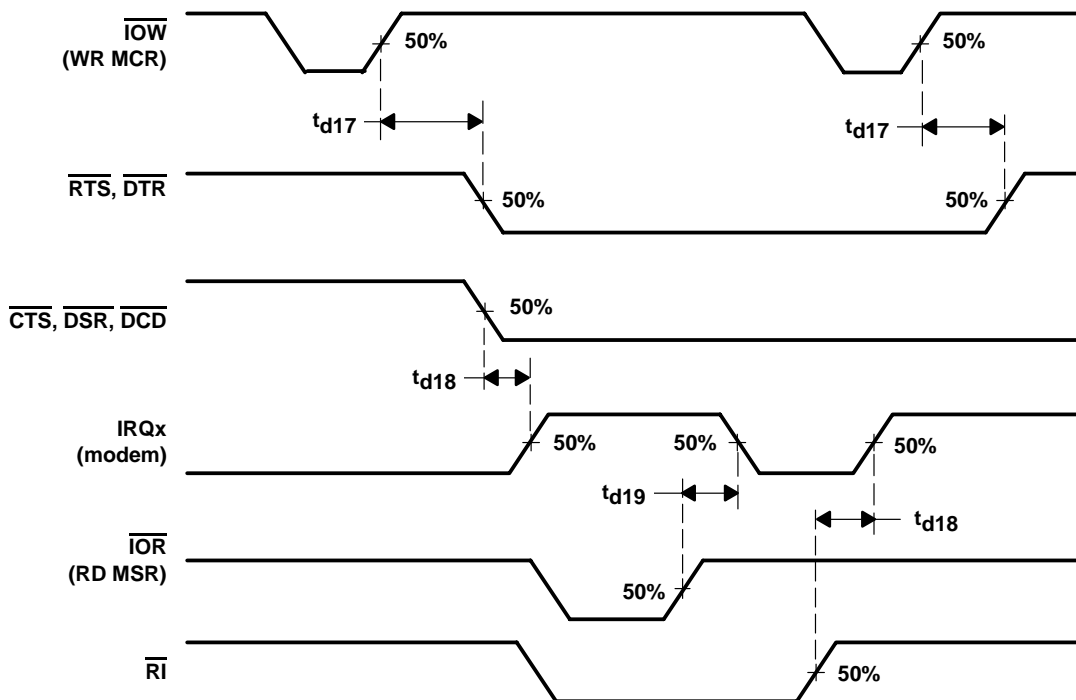 IOW
(WR MCR)
50%
50%
td17
td17
RTS, DTR
50%
50%
CTS, DSR, DCD
50%
td18
IRQx
(modem)
50%
50%
50%
td19
td18
IOR
(RD MSR)
50%
RI
50%